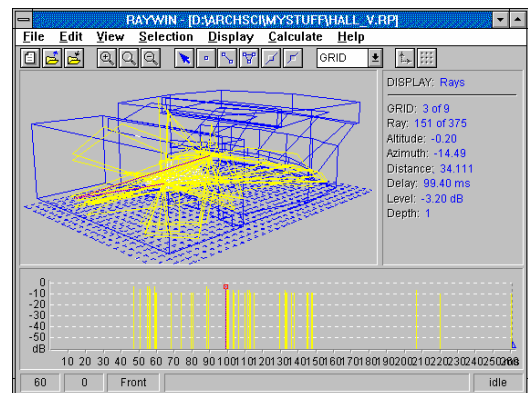 RAYWIN - [D:\ARCHSCI\MYSTUFF\HALL_V.RP]
File Edit View Selection Display Calculate Help
GRID
DISPLAY: Rays
GRID: 3 of 9
Ray: 151 of 375
Altitude: -0.20
Azimuth: -14.49
Distance; 34.111
Delay: 99.40 ms
Level: -3.20 dB
Depth: 1
0
-10
-20
-30
-40
-50
dB
10 20 30 40 50 60 70 80 90 100 110 120 130 140 150 160 170 180 190 200 210 220 230 240 250 260 ms
60 0 Front idle